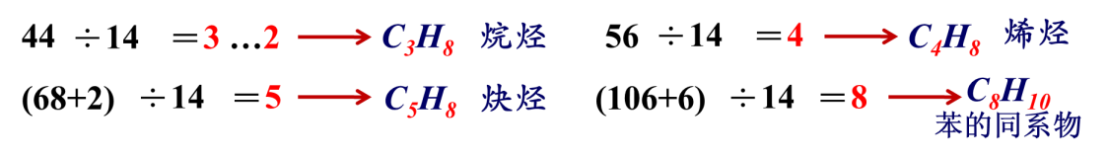 44 ÷14 =3 …2 ⟶ C₃H₈ 烷烃 56 ÷14 =4 ⟶ C₄H₈ 烯烃
(68+2) ÷14 =5 ⟶ C₅H₈ 炔烃 (106+6) ÷14 =8 ⟶ C₈H₁₀
苯的同系物